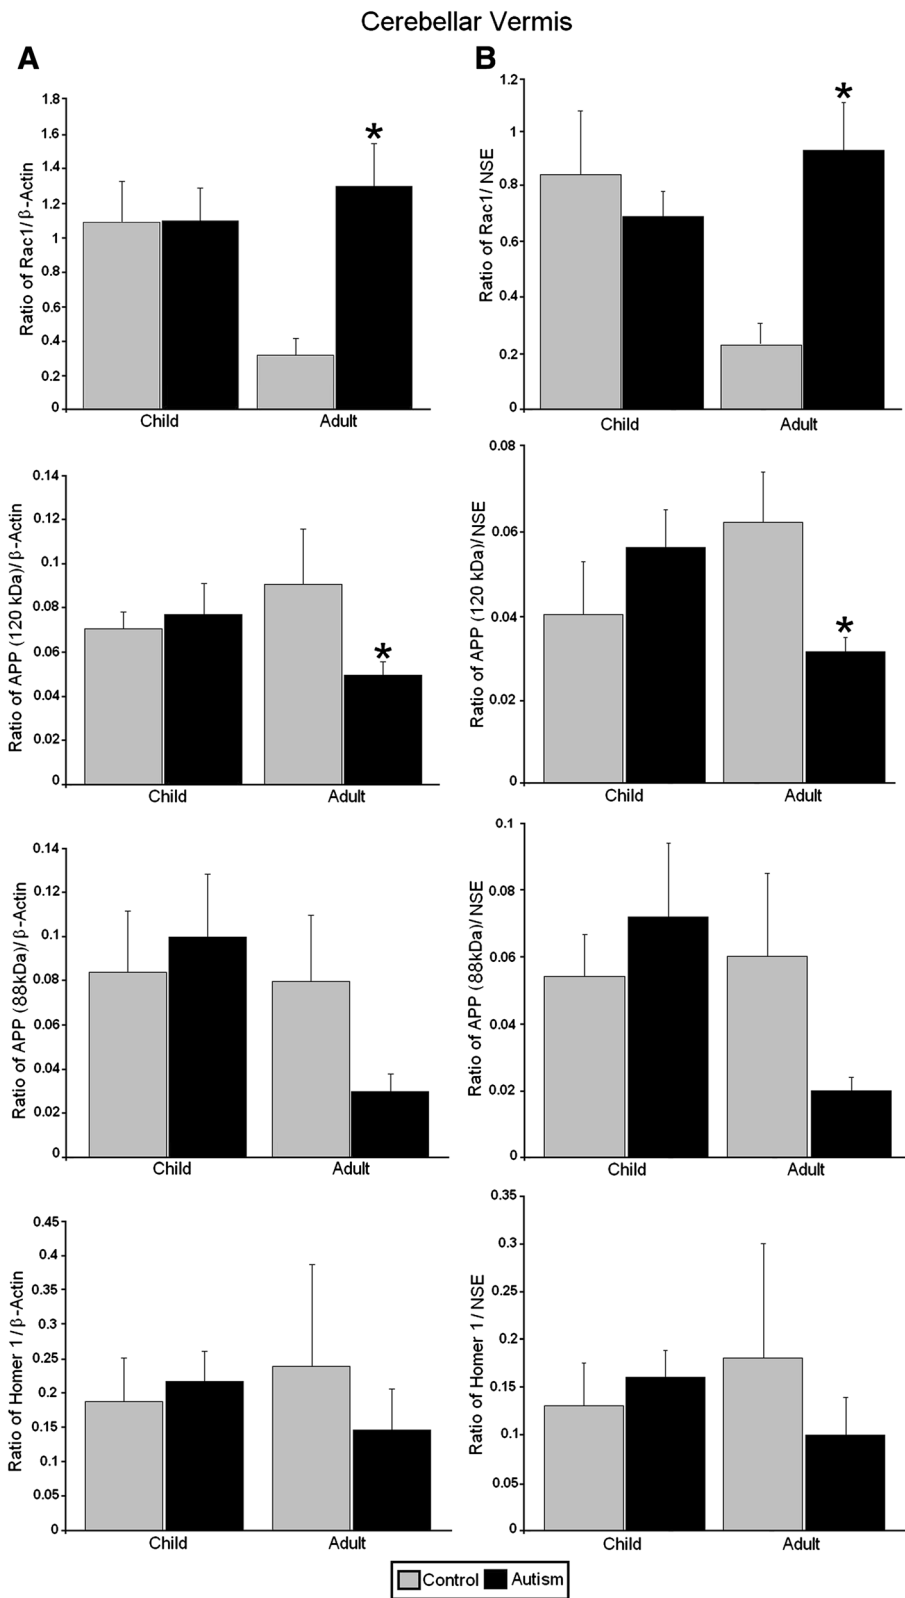 Cerebellar Vermis
A
B
Ratio of Rac1/β-Actin
1.8
1.6
1.4
1.2
1
0.8
0.6
0.4
0.2
0
*
Child
Adult
Ratio of Rac1/NSE
1.2
1
0.8
0.6
0.4
0.2
0
*
Child
Adult
Ratio of APP (120 kDa)/β-Actin
0.14
0.12
0.1
0.08
0.06
0.04
0.02
0
*
Child
Adult
Ratio of APP (120 kDa)/NSE
0.08
0.06
0.04
0.02
0
*
Child
Adult
Ratio of APP (88kDa)/β-Actin
0.14
0.12
0.1
0.08
0.06
0.04
0.02
0
Child
Adult
Ratio of APP (88kDa)/NSE
0.1
0.08
0.06
0.04
0.02
0
Child
Adult
Ratio of Homer 1/β-Actin
0.45
0.4
0.35
0.3
0.25
0.2
0.15
0.1
0.05
0
Child
Adult
Ratio of Homer 1/NSE
0.35
0.3
0.25
0.2
0.15
0.1
0.05
0
Child
Adult
Control
Autism